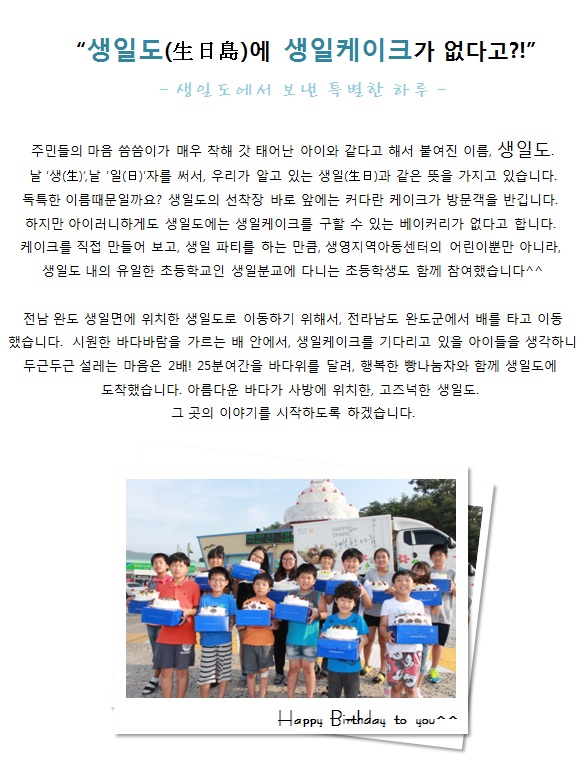 “생일도(生日島)에 생일케이크가 없다고?!”
- 생일도에서 보낸 특별한 하루 -
주민들의 마음 씀씀이가 매우 착해 갓 태어난 아이와 같다고 해서 붙여진 이름, 생일도.
날 ‘생(生)’,날 ‘일(日)’자를 써서, 우리가 알고 있는 생일(生日)과 같은 뜻을 가지고 있습니다.
독특한 이름때문일까요? 생일도의 선착장 바로 앞에는 커다란 케이크가 방문객을 반깁니다.
하지만 아이러니하게도 생일도에는 생일케이크를 구할 수 있는 베이커리가 없다고 합니다.
케이크를 직접 만들어 보고, 생일 파티를 하는 만큼, 생영지역아동센터의 어린이뿐만 아니라,
생일도 내의 유일한 초등학교인 생일분교에 다니는 초등학생도 함께 참여했습니다^^
전남 완도 생일면에 위치한 생일도로 이동하기 위해서, 전라남도 완도군에서 배를 타고 이동
했습니다. 시원한 바다바람을 가르는 배 안에서, 생일케이크를 기다리고 있을 아이들을 생각하니
두근두근 설레는 마음은 2배! 25분여간을 바다위를 달려, 행복한 빵나눔차와 함께 생일도에
도착했습니다. 아름다운 바다가 사방에 위치한, 고즈넉한 생일도.
그 곳의 이야기를 시작하도록 하겠습니다.
HAPPY
SHARE
행복한 나눔
Happy Birthday to you^^